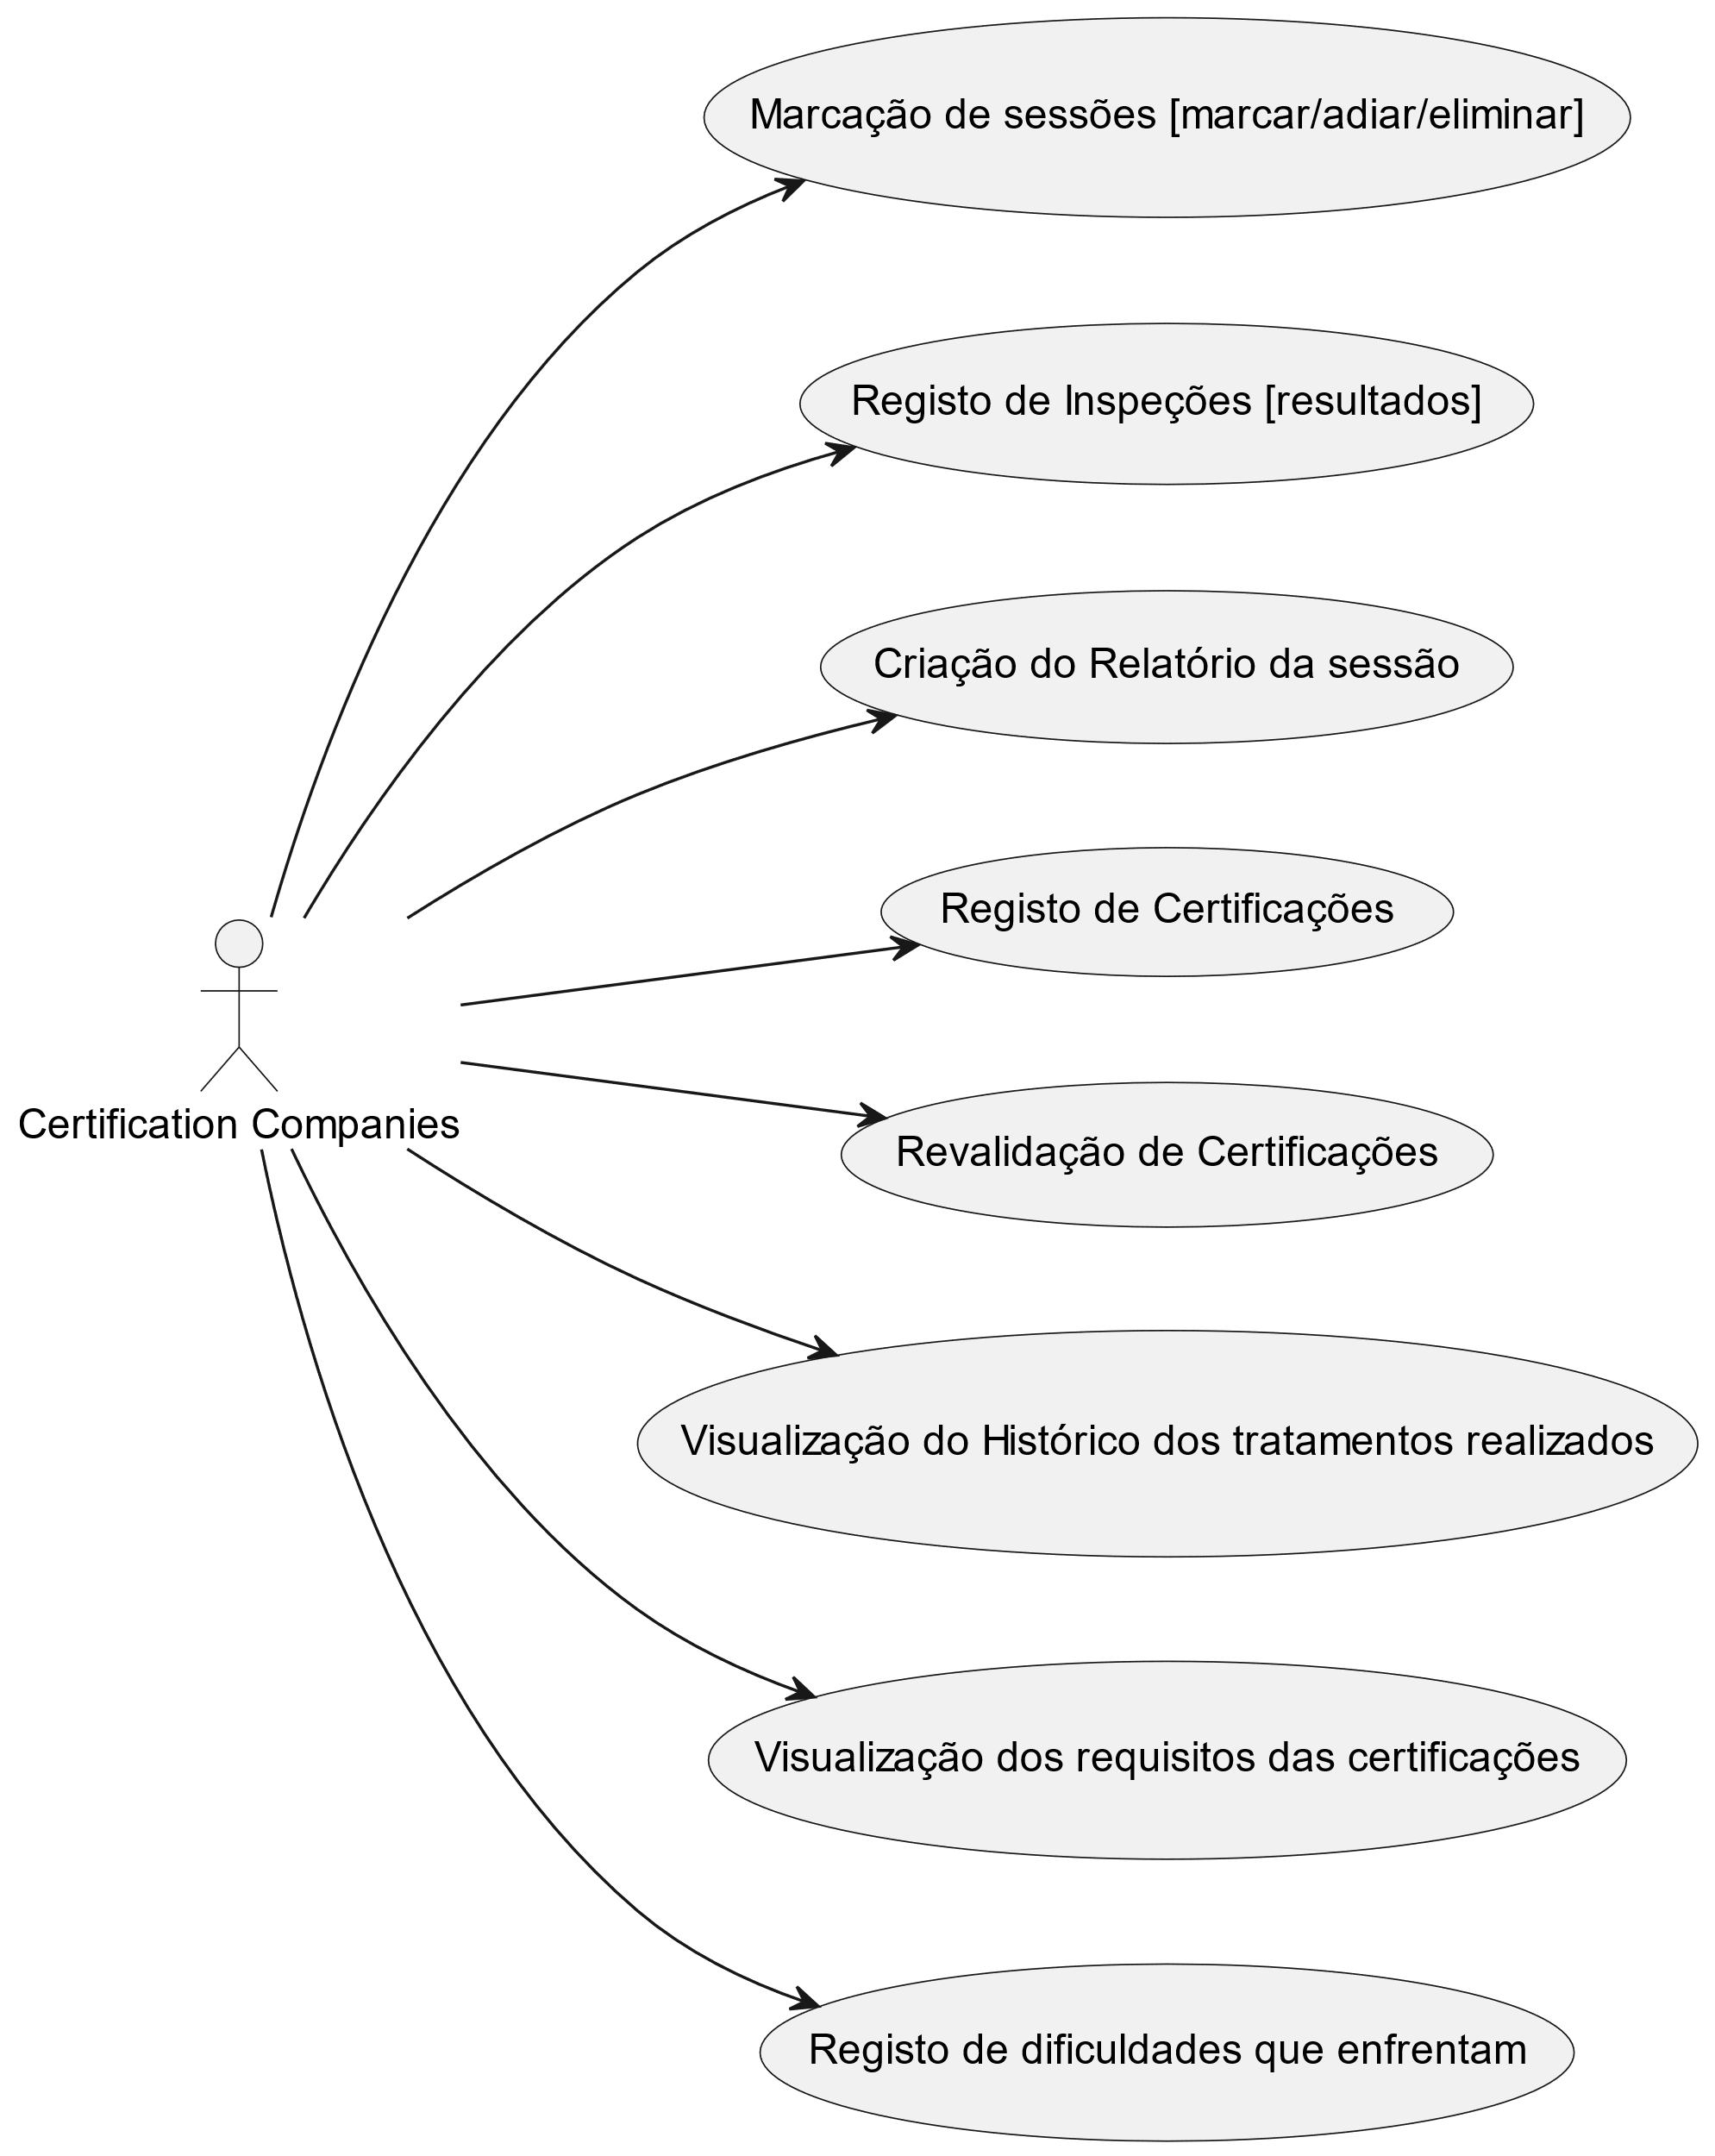 Marcação de sessões [marcar/adiar/eliminar]
Registo de Inspeções [resultados]
Criação do Relatório da sessão
Registo de Certificações
Certification Companies
Revalidação de Certificações
Visualização do Histórico dos tratamentos realizados
Visualização dos requisitos das certificações
Registo de dificuldades que enfrentam